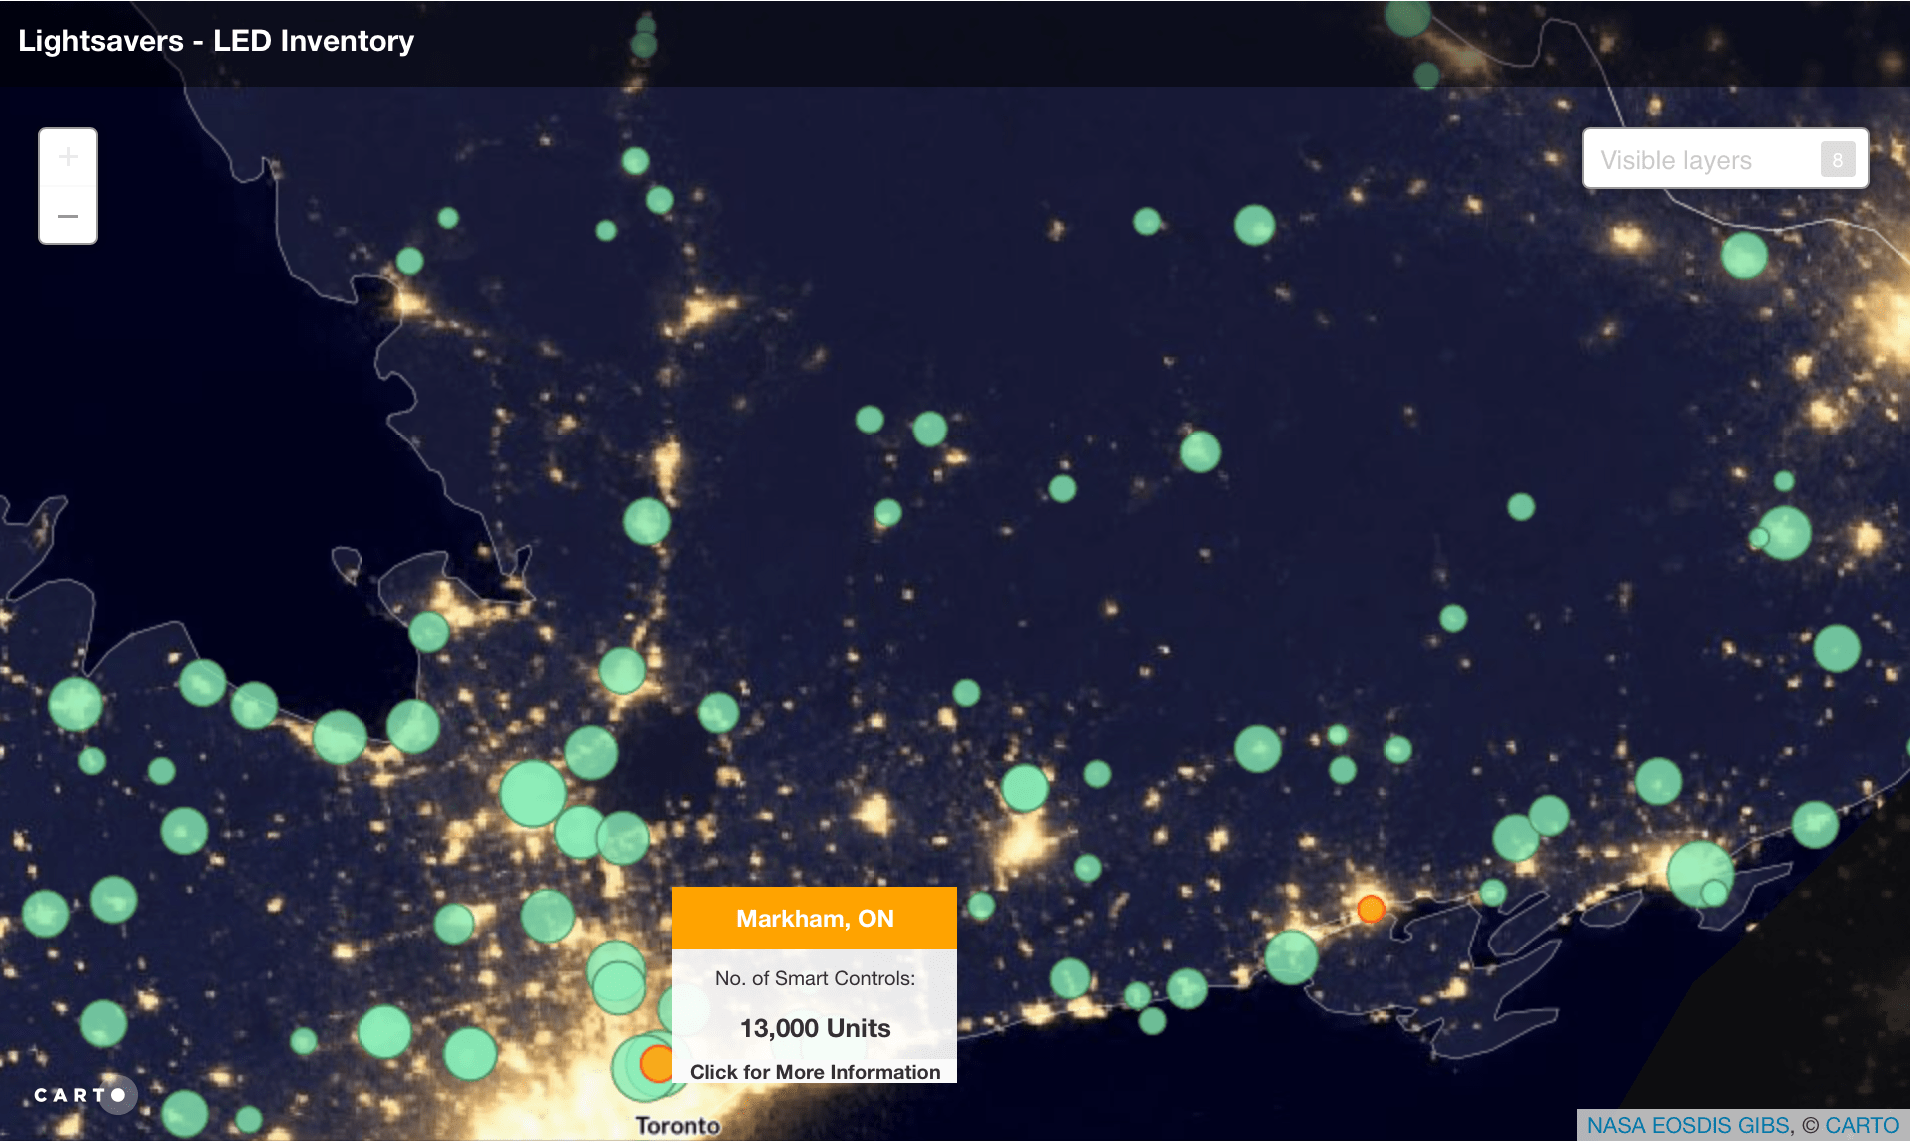 Lightsavers - LED Inventory
+
Visible layers 8
−
Markham, ON
No. of Smart Controls:
13,000 Units
Click for More Information
CARTO
Toronto
NASA EOSDIS GIBS, © CARTO